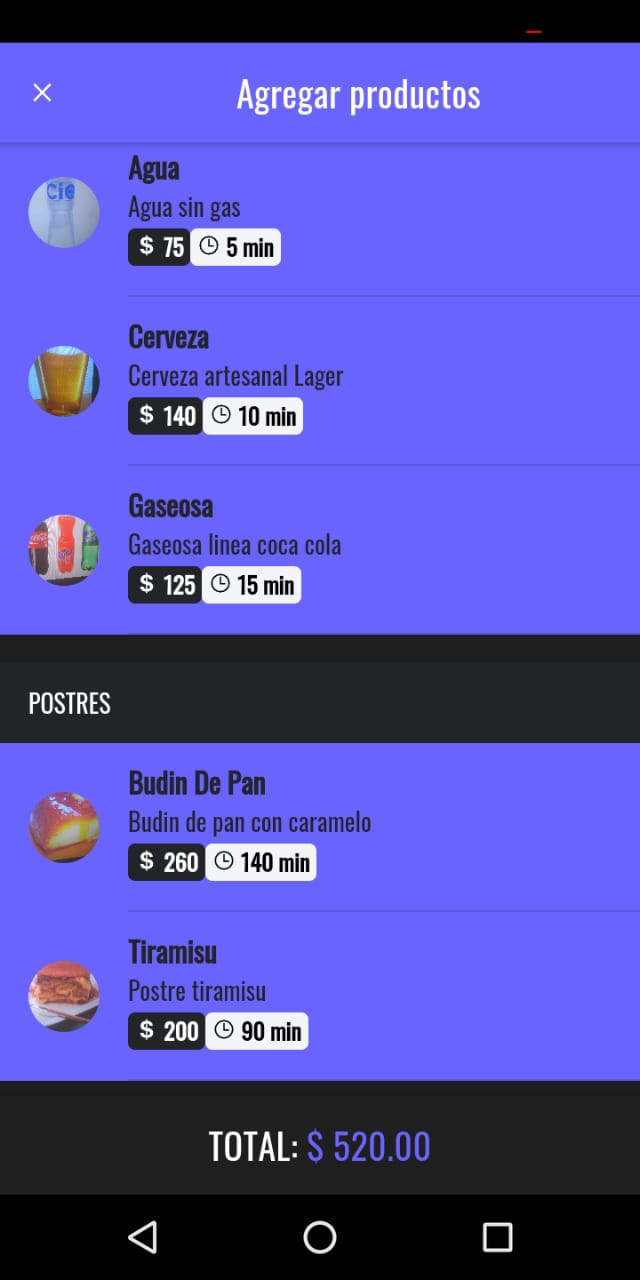 Agregar productos
Agua
Agua sin gas
$ 75 5 min
Cerveza
Cerveza artesanal Lager
$ 140 10 min
Gaseosa
Gaseosa linea coca cola
$ 125 15 min
POSTRES
Budin De Pan
Budin de pan con caramelo
$ 260 140 min
Tiramisu
Postre tiramisu
$ 200 90 min
TOTAL: $ 520.00